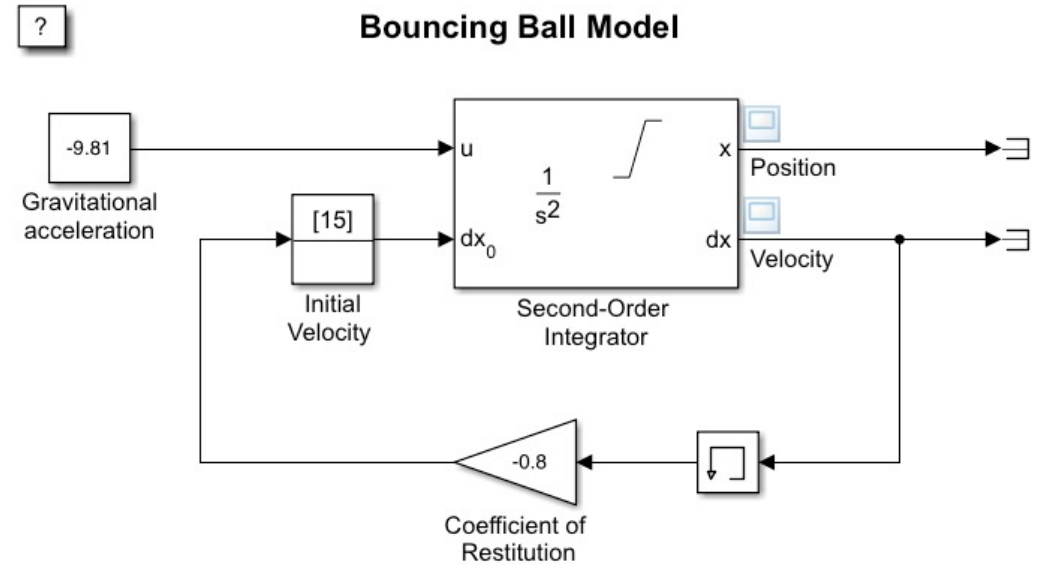 ?
Bouncing Ball Model
-9.81
Gravitational
acceleration
[15]
Initial
Velocity
u
dx0
1
s2
x
dx
Second-Order
Integrator
Position
Velocity
-0.8
Coefficient of
Restitution